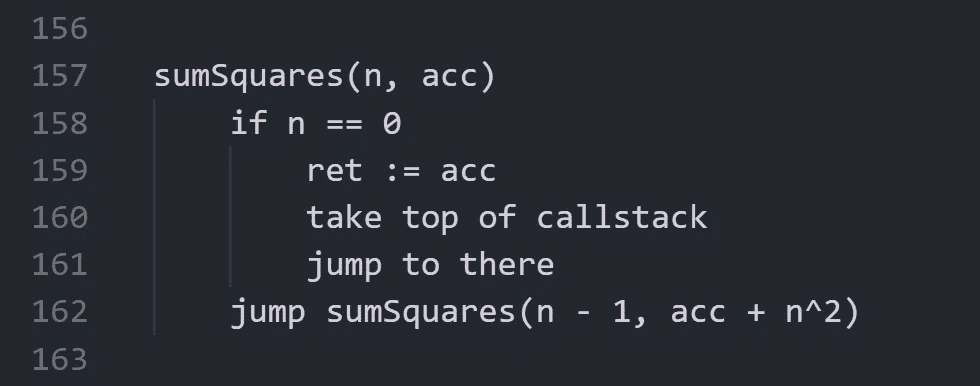 156
157 sumSquares(n, acc)
158 if n == 0
159 ret := acc
160 take top of callstack
161 jump to there
162 jump sumSquares(n - 1, acc + n^2)
163